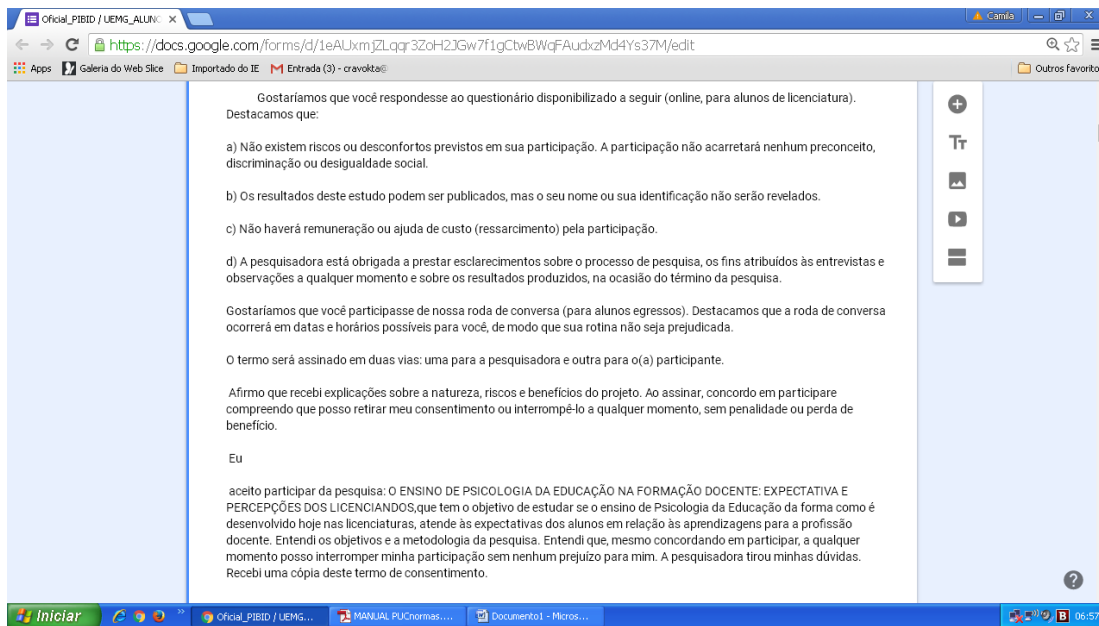 Oficial_PIBID / UEMG_ALUNO
Camila
https://docs.google.com/forms/d/1eAUxmjZLqqr3ZoH2JGw7f1gCtwBWqFAudxzMd4Ys37M/edit
Apps Galeria do Web Slice Importado do IE Entrada (3) - cravokta@ Outros favorito
Gostaríamos que você respondesse ao questionário disponibilizado a seguir (online, para alunos de licenciatura).
Destacamos que:
a) Não existem riscos ou desconfortos previstos em sua participação. A participação não acarretará nenhum preconceito,
discriminação ou desigualdade social.
b) Os resultados deste estudo podem ser publicados, mas o seu nome ou sua identificação não serão revelados.
c) Não haverá remuneração ou ajuda de custo (ressarcimento) pela participação.
d) A pesquisadora está obrigada a prestar esclarecimentos sobre o processo de pesquisa, os fins atribuídos às entrevistas e
observações a qualquer momento e sobre os resultados produzidos, na ocasião do término da pesquisa.
Gostaríamos que você participasse de nossa roda de conversa (para alunos egressos). Destacamos que a roda de conversa
ocorrerá em datas e horários possíveis para você, de modo que sua rotina não seja prejudicada.
O termo será assinado em duas vias: uma para a pesquisadora e outra para o(a) participante.
Afirmo que recebi explicações sobre a natureza, riscos e benefícios do projeto. Ao assinar, concordo em participare
compreendo que posso retirar meu consentimento ou interrompê-lo a qualquer momento, sem penalidade ou perda de
benefício.
Eu
aceito participar da pesquisa: O ENSINO DE PSICOLOGIA DA EDUCAÇÃO NA FORMAÇÃO DOCENTE: EXPECTATIVA E
PERCEPÇÕES DOS LICENCIANDOS,que tem o objetivo de estudar se o ensino de Psicologia da Educação da forma como é
desenvolvido hoje nas licenciaturas, atende às expectativas dos alunos em relação às aprendizagens para a profissão
docente. Entendi os objetivos e a metodologia da pesquisa. Entendi que, mesmo concordando em participar, a qualquer
momento posso interromper minha participação sem nenhum prejuízo para mim. A pesquisadora tirou minhas dúvidas.
Recebi uma cópia deste termo de consentimento.
Iniciar Oficial_PIBID / UEMG... MANUAL PUCnormas.... Documento1 - Micros... 06:57